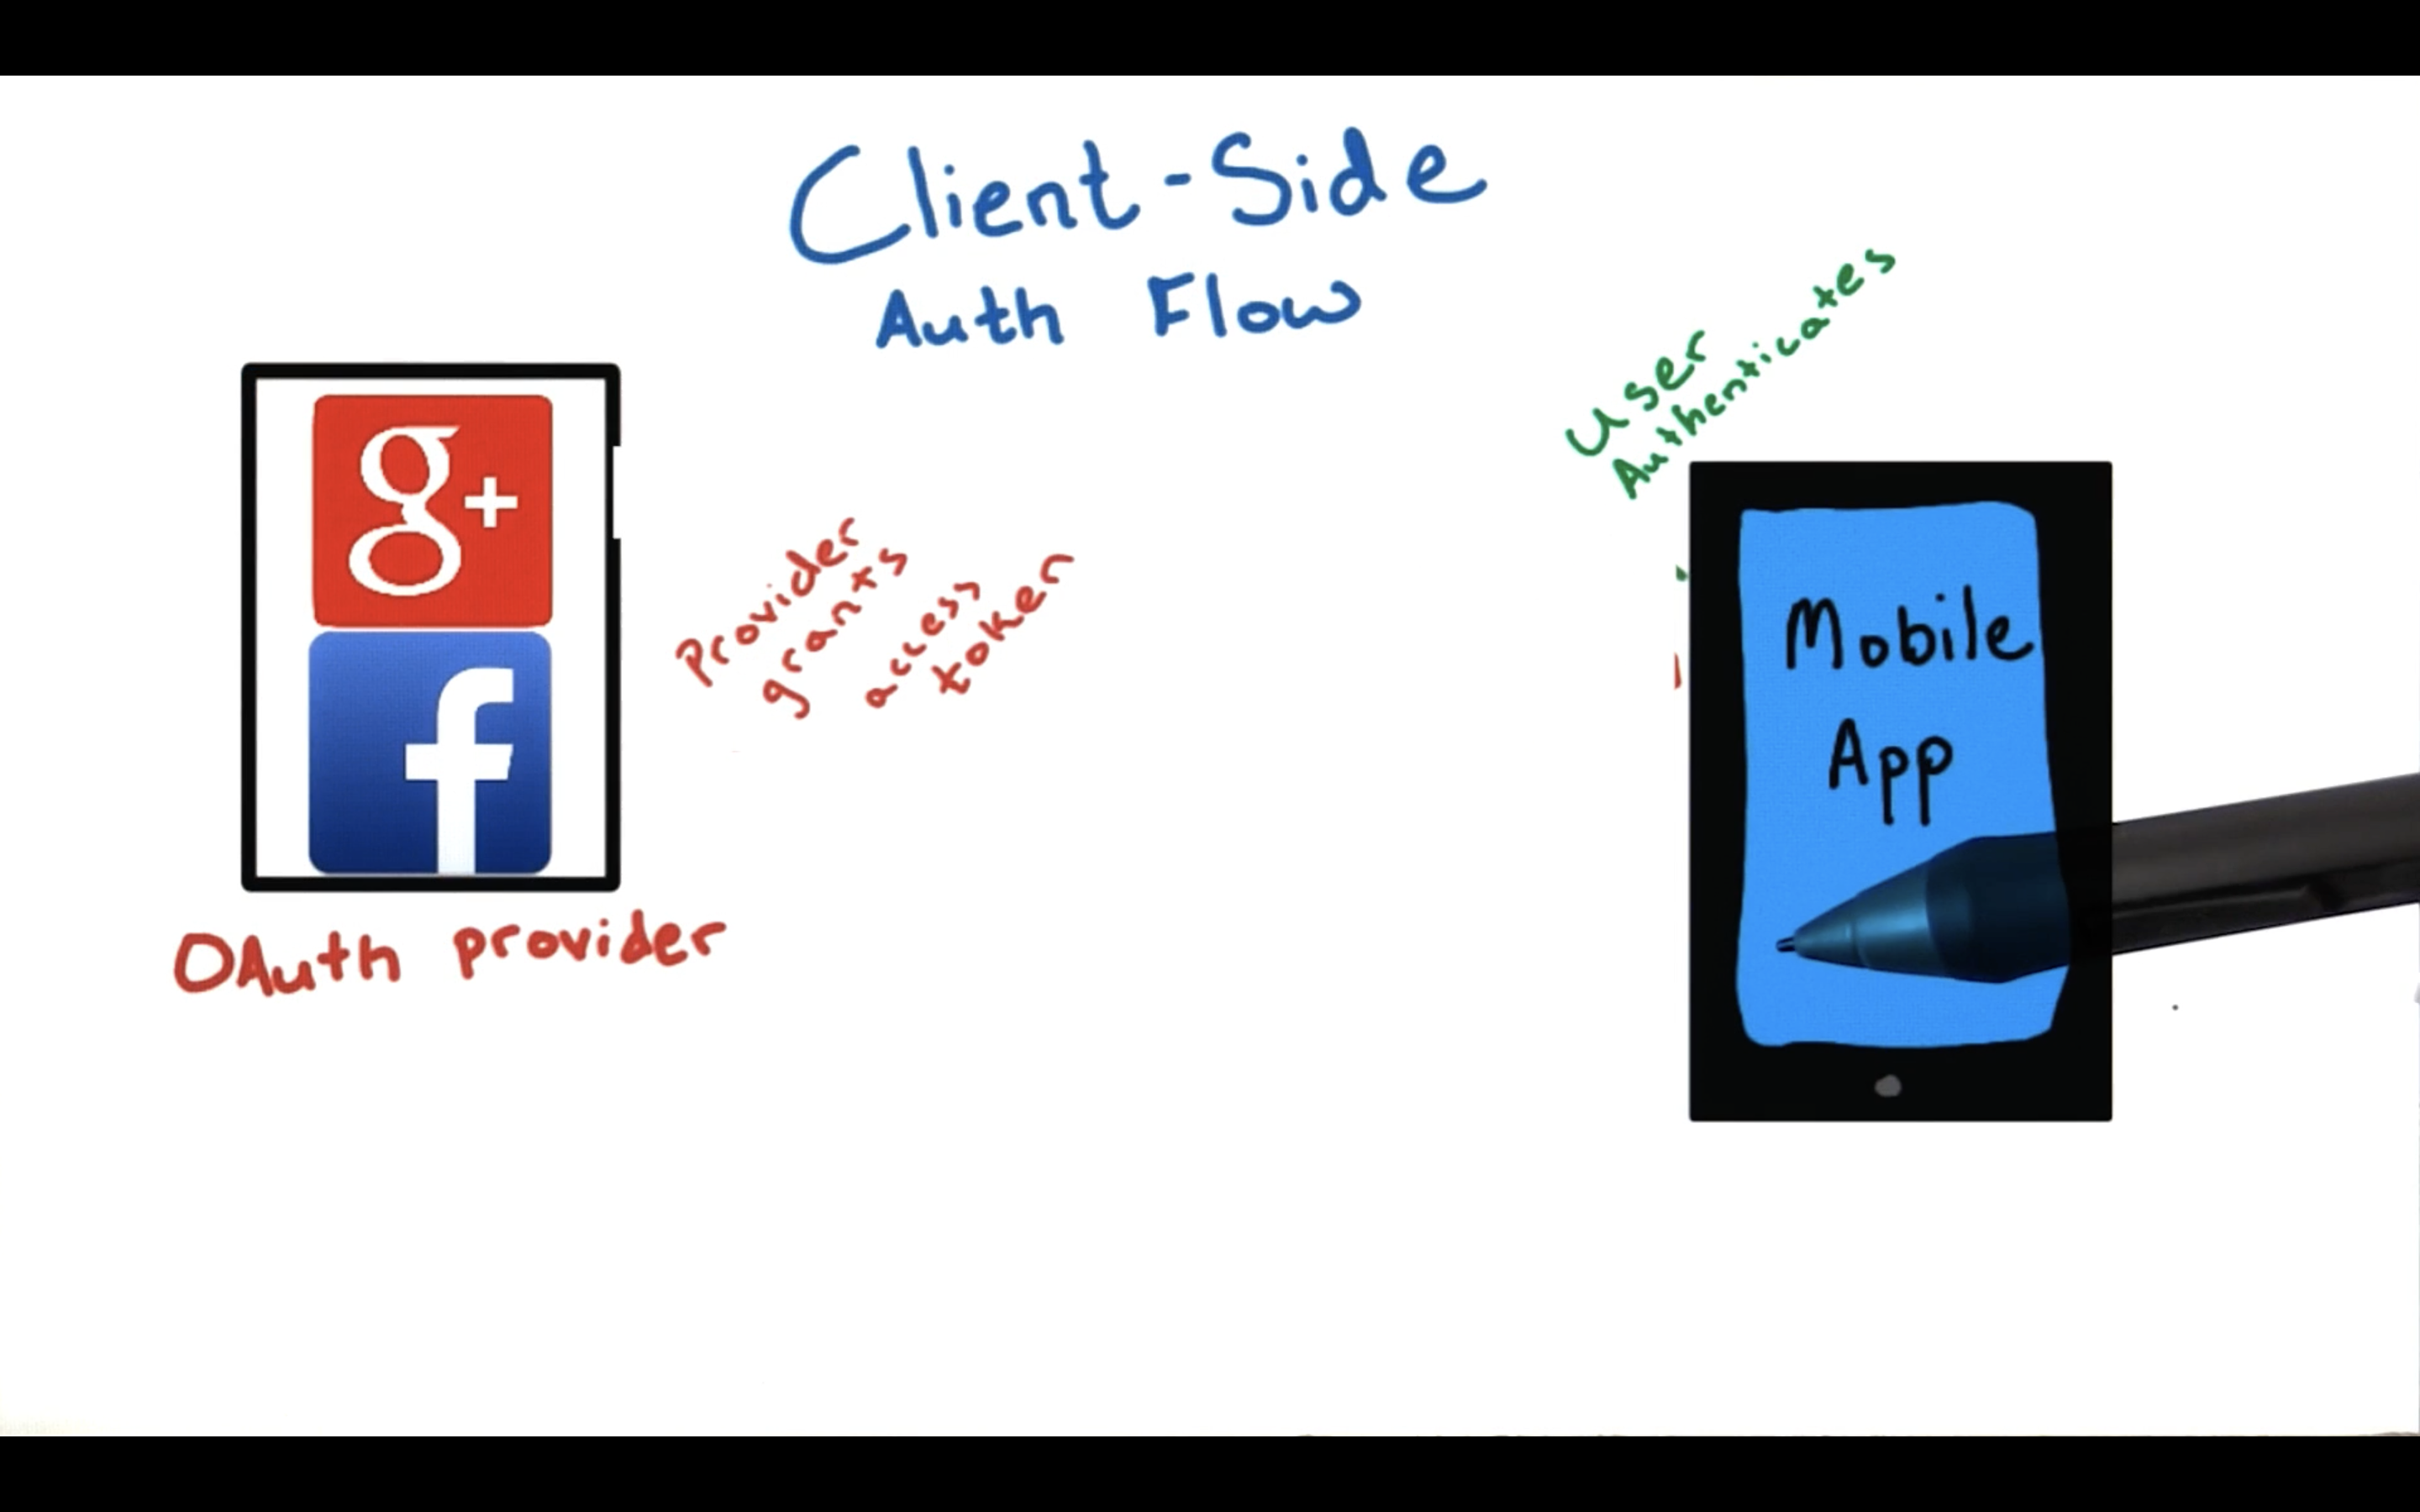 Client-Side
Auth Flow
User
Authenticates
g+
f
Provider
grants
access
token
Mobile
App
OAuth provider